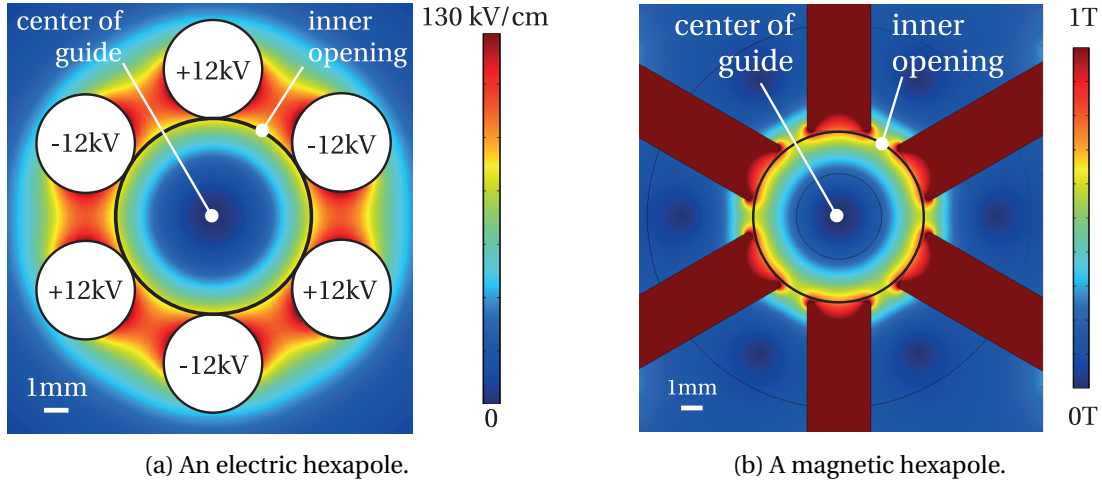 center of
guide
inner
opening
+12kV
-12kV
-12kV
+12kV
+12kV
-12kV
1mm
130 kV/cm
0
(a) An electric hexapole.
center of
guide
inner
opening
1mm
1T
0T
(b) A magnetic hexapole.